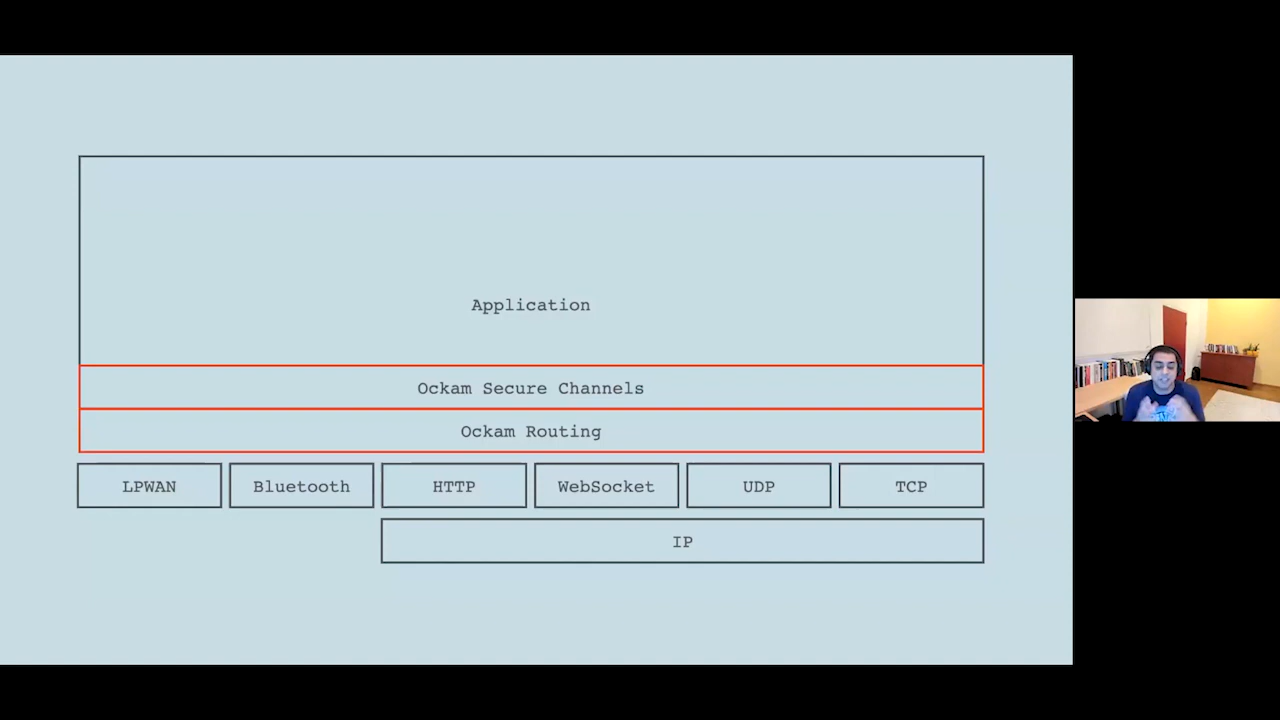 Application
Ockam Secure Channels
Ockam Routing
LPWAN
Bluetooth
HTTP
WebSocket
UDP
TCP
IP